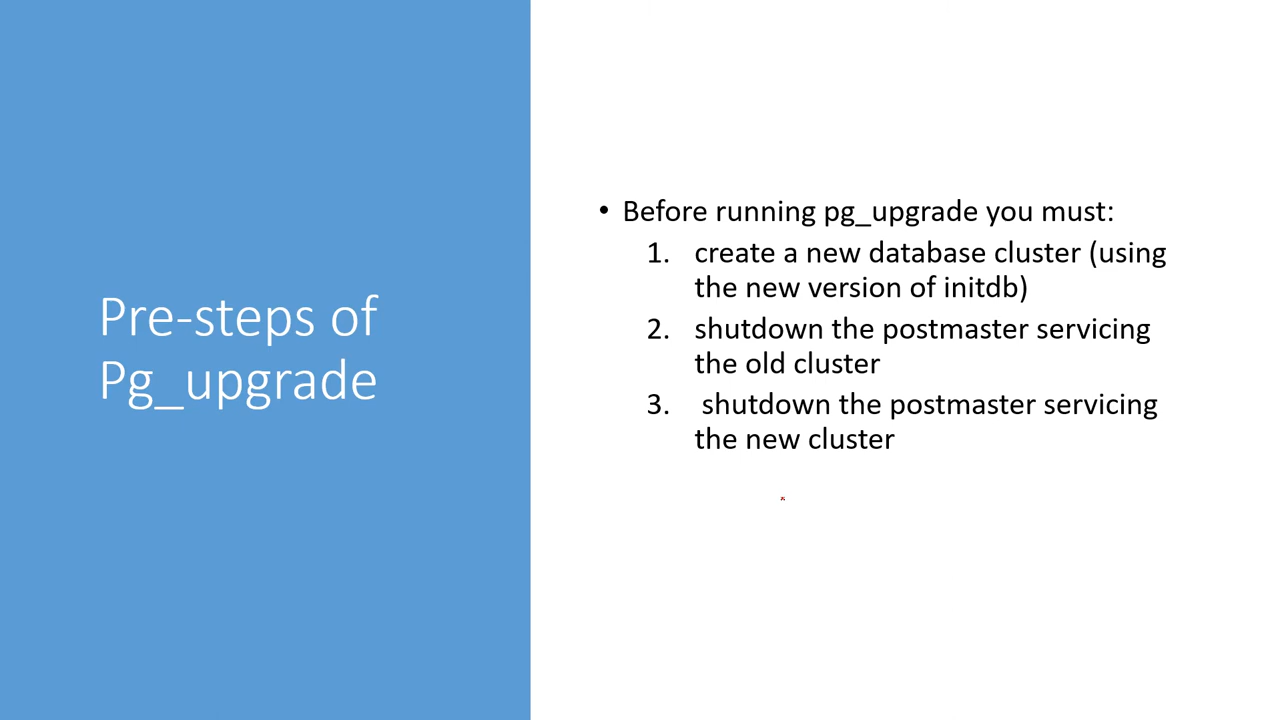 Pre-steps of
Pg_upgrade
• Before running pg_upgrade you must:
1. create a new database cluster (using
the new version of initdb)
2. shutdown the postmaster servicing
the old cluster
3. shutdown the postmaster servicing
the new cluster